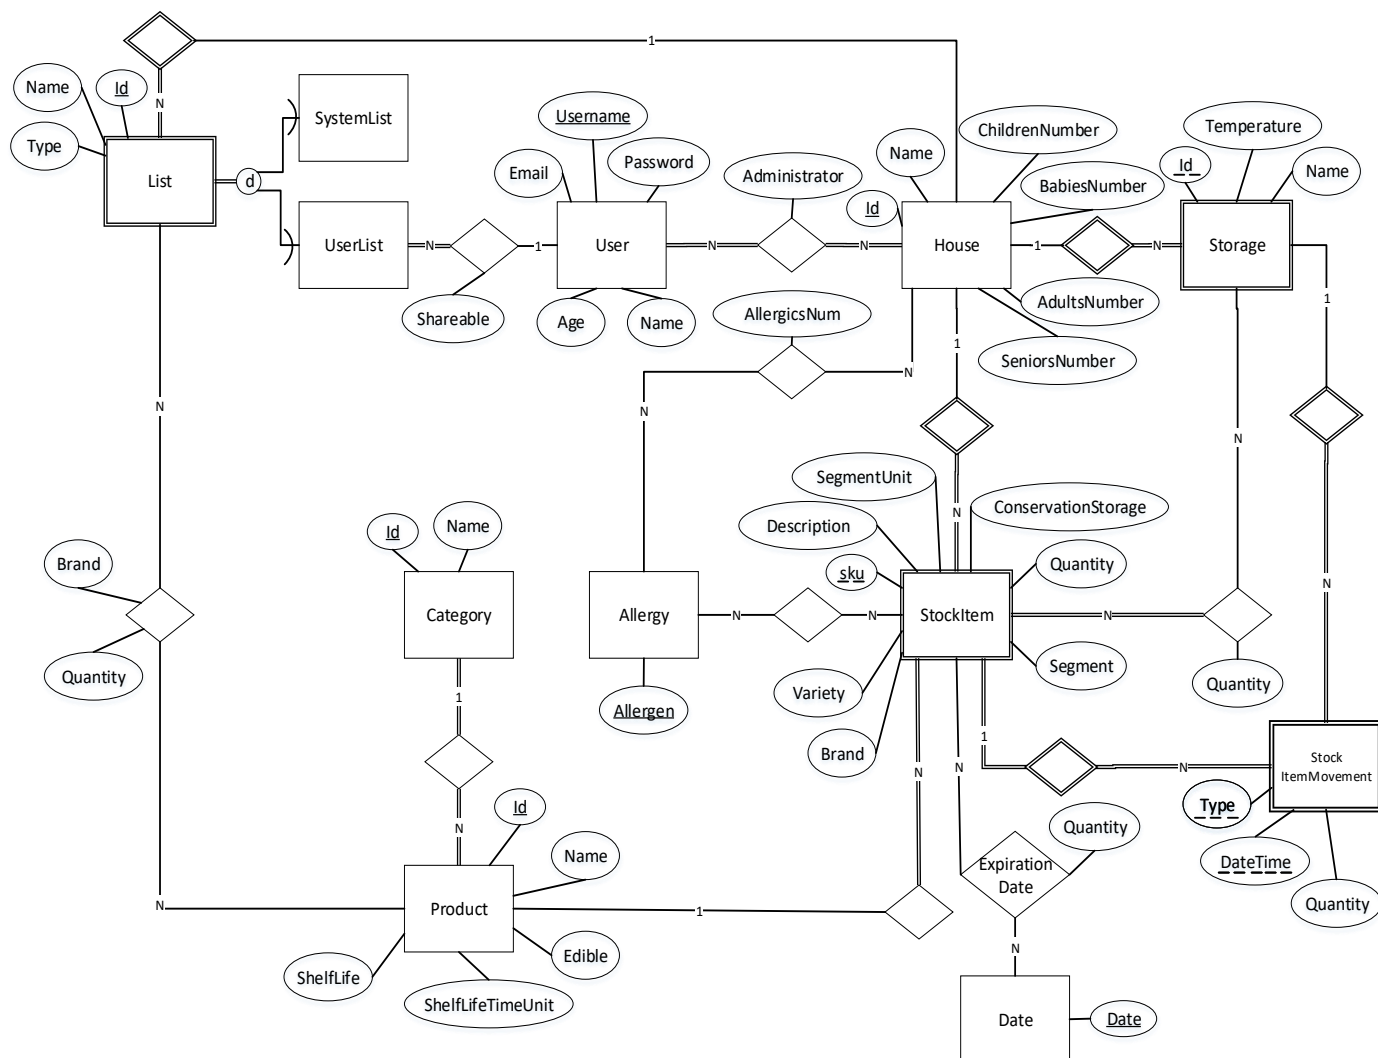 1
Name
Id
Type
N
List
d
SystemList
UserList
N
Shareable
1
Username
Email
Password
User
Age
Name
N
Administrator
N
Name
ChildrenNumber
BabiesNumber
Id
House
AdultsNumber
SeniorsNumber
1
N
Temperature
Id
Name
Storage
1
AllergicsNum
N
N
1
N
N
N
SegmentUnit
Description
ConservationStorage
sku
Quantity
N
StockItem
N
Segment
Variety
Brand
Quantity
N
N
Allergy
Allergen
Id
Name
Category
1
N
Brand
Quantity
N
Id
Name
Product
Edible
ShelfLife
ShelfLifeTimeUnit
1
N
N
1
N
Stock
ItemMovement
Type
DateTime
Quantity
Expiration
Date
Quantity
N
Date
Date